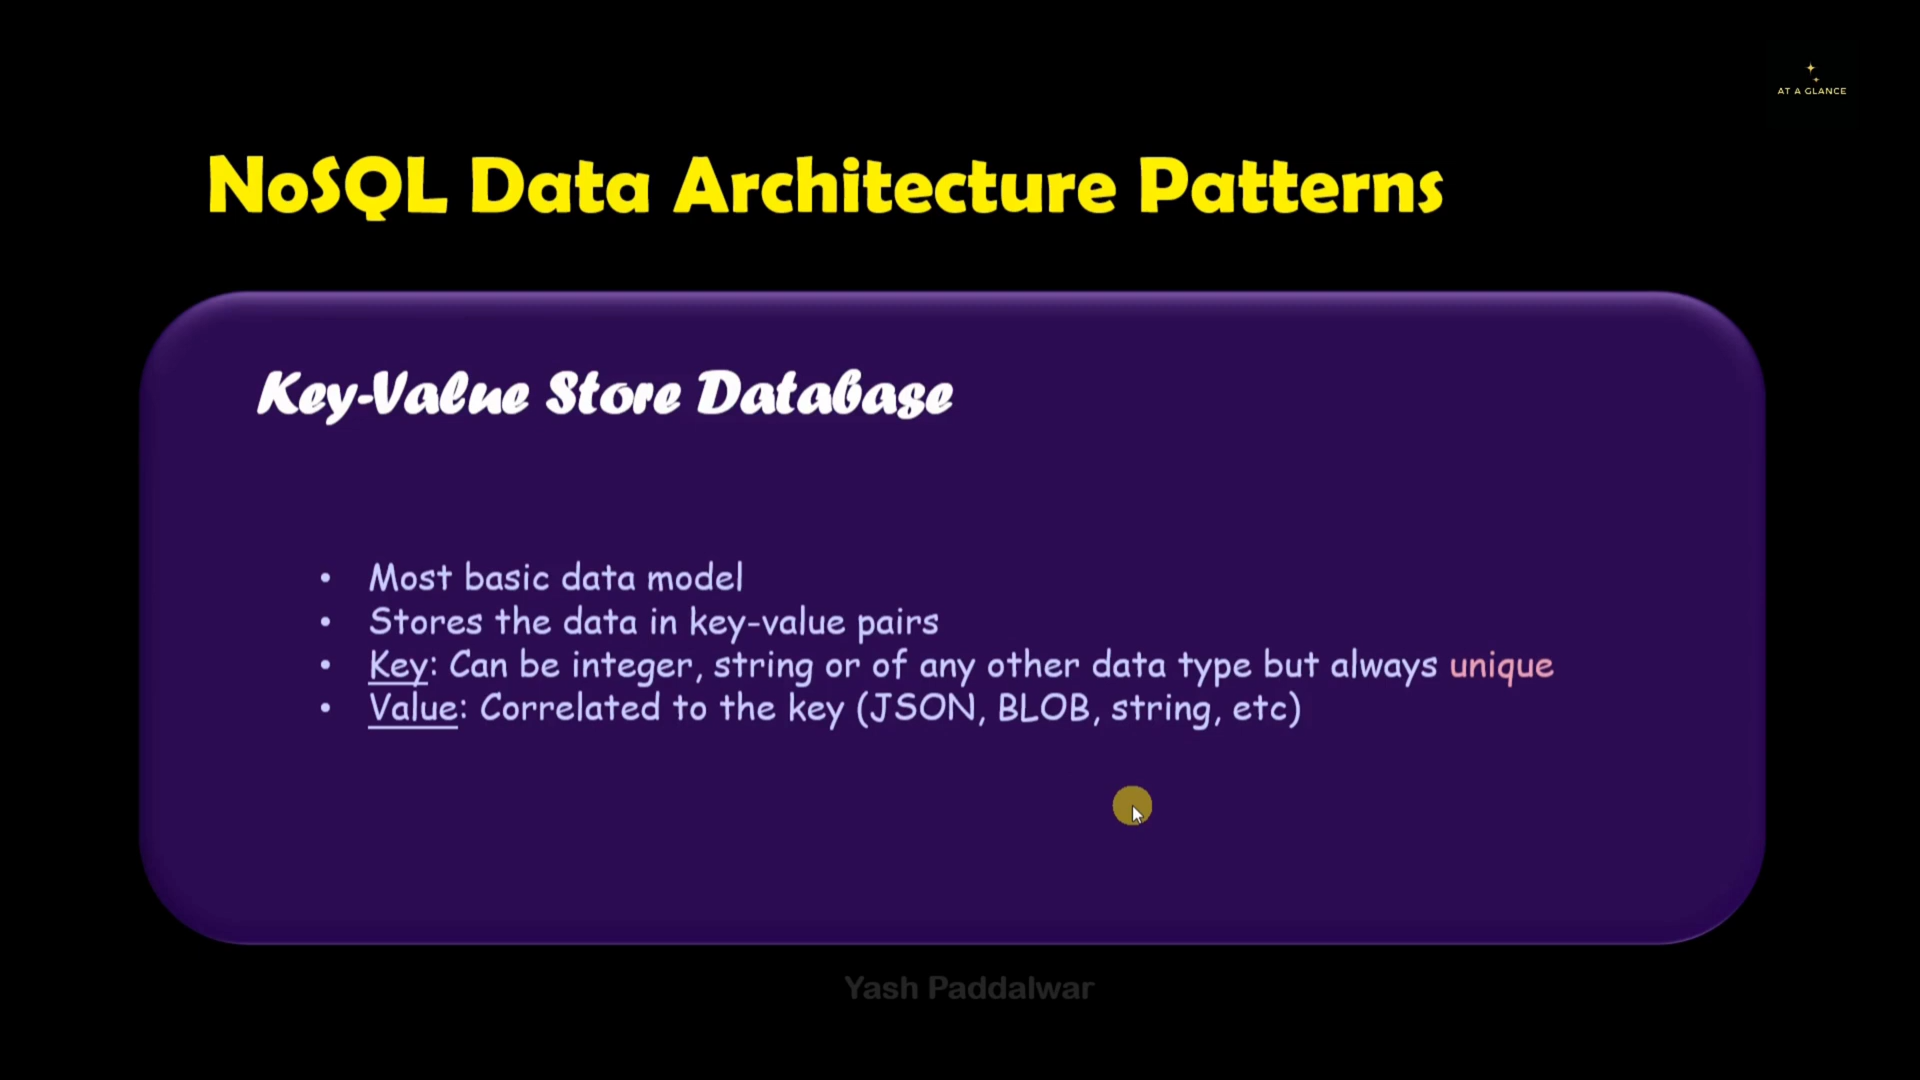 AT A GLANCE
NoSQL Data Architecture Patterns
Key-Value Store Database
• Most basic data model
• Stores the data in key-value pairs
• Key: Can be integer, string or of any other data type but always unique
• Value: Correlated to the key (JSON, BLOB, string, etc)
Yash Paddalwar